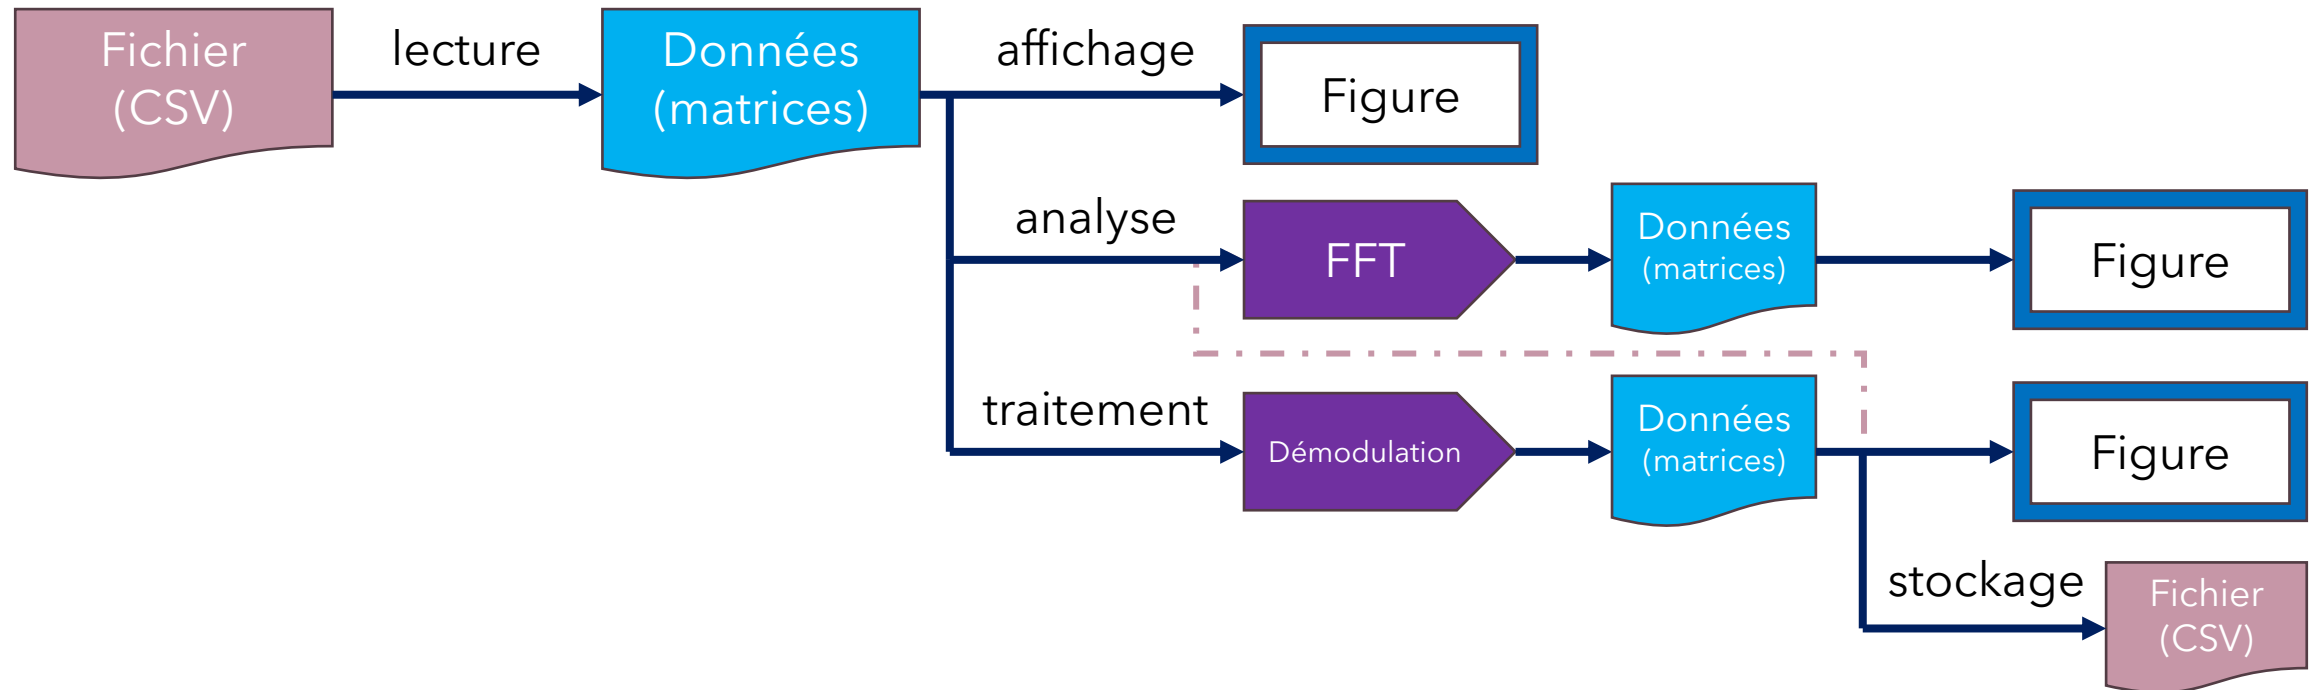 Fichier
(CSV)
lecture
Données
(matrices)
affichage
Figure
analyse
FFT
Données
(matrices)
Figure
traitement
Démodulation
Données
(matrices)
Figure
stockage
Fichier
(CSV)